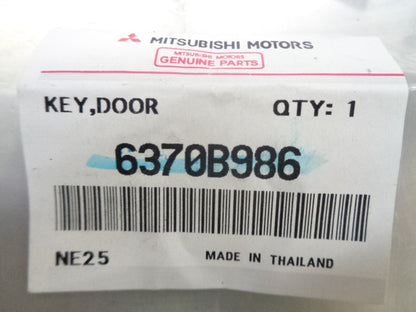 MITSUBISHI MOTORS
MITSUBISHI MOTORS
GENUINE PARTS
KEY,DOOR QTY: 1
6370B986
NE25 MADE IN THAILAND